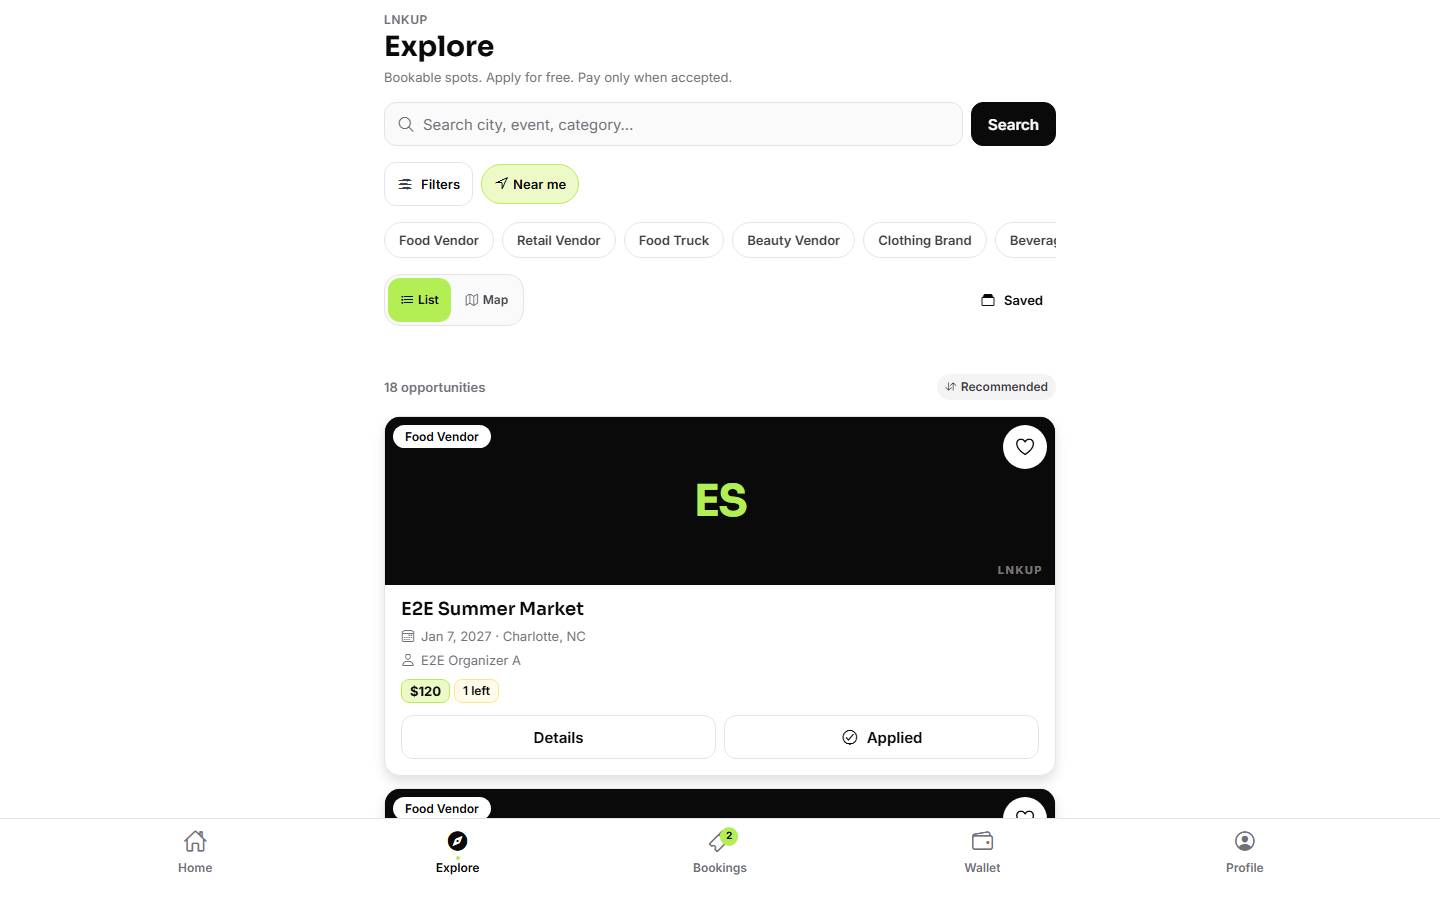 LNKUP
Explore
Bookable spots. Apply for free. Pay only when accepted.
Search city, event, category...
Search
Filters
Near me
Food Vendor
Retail Vendor
Food Truck
Beauty Vendor
Clothing Brand
List
Map
Saved
18 opportunities
Recommended
Food Vendor
ES
LNKUP
E2E Summer Market
Jan 7, 2027 · Charlotte, NC
E2E Organizer A
$120
1 left
Details
Applied
Food Vendor
Home
Explore
2
Bookings
Wallet
Profile